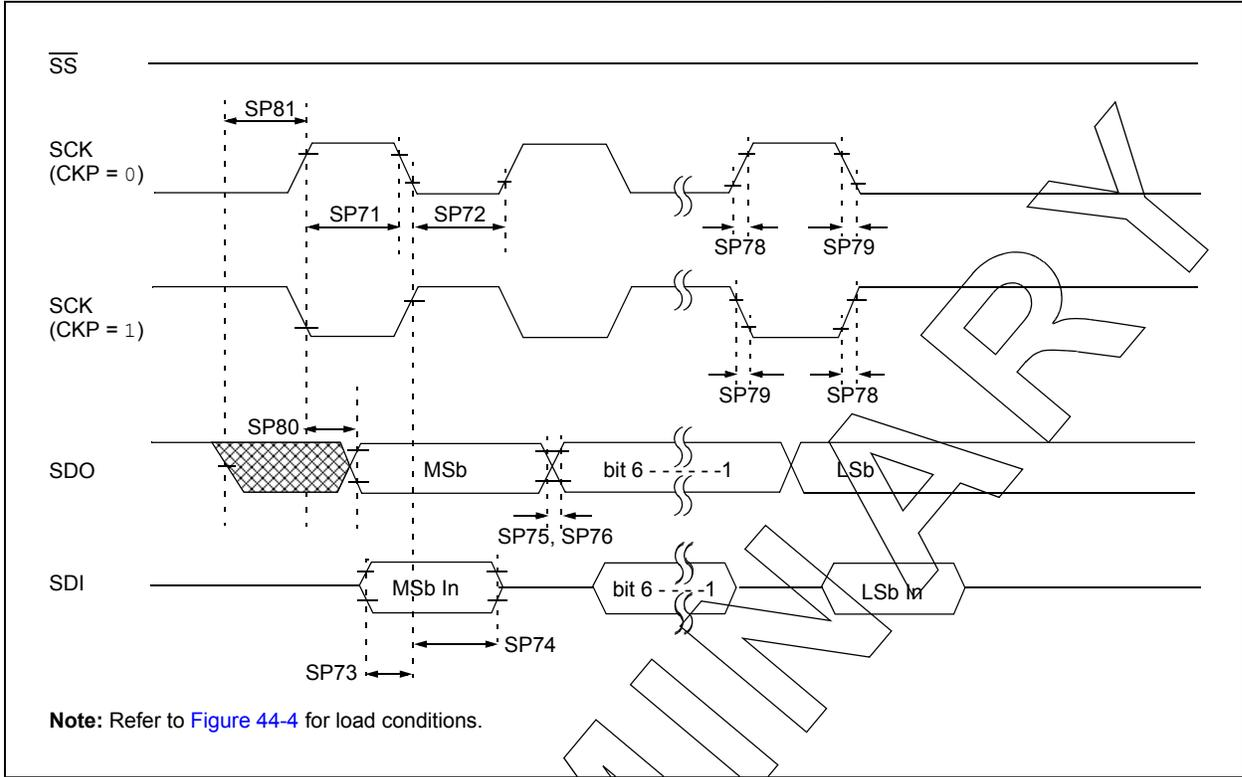 SS
SP81
SCK
(CKP = 0)
SP71
SP72
SP78
SP79
SCK
(CKP = 1)
SP79
SP78
SP80
SDO
MSb
bit 6 - - - - - -1
LSb
SP75, SP76
SDI
MSb In
bit 6 - - - -1
LSb In
SP74
SP73
Note: Refer to Figure 44-4 for load conditions.
INARY